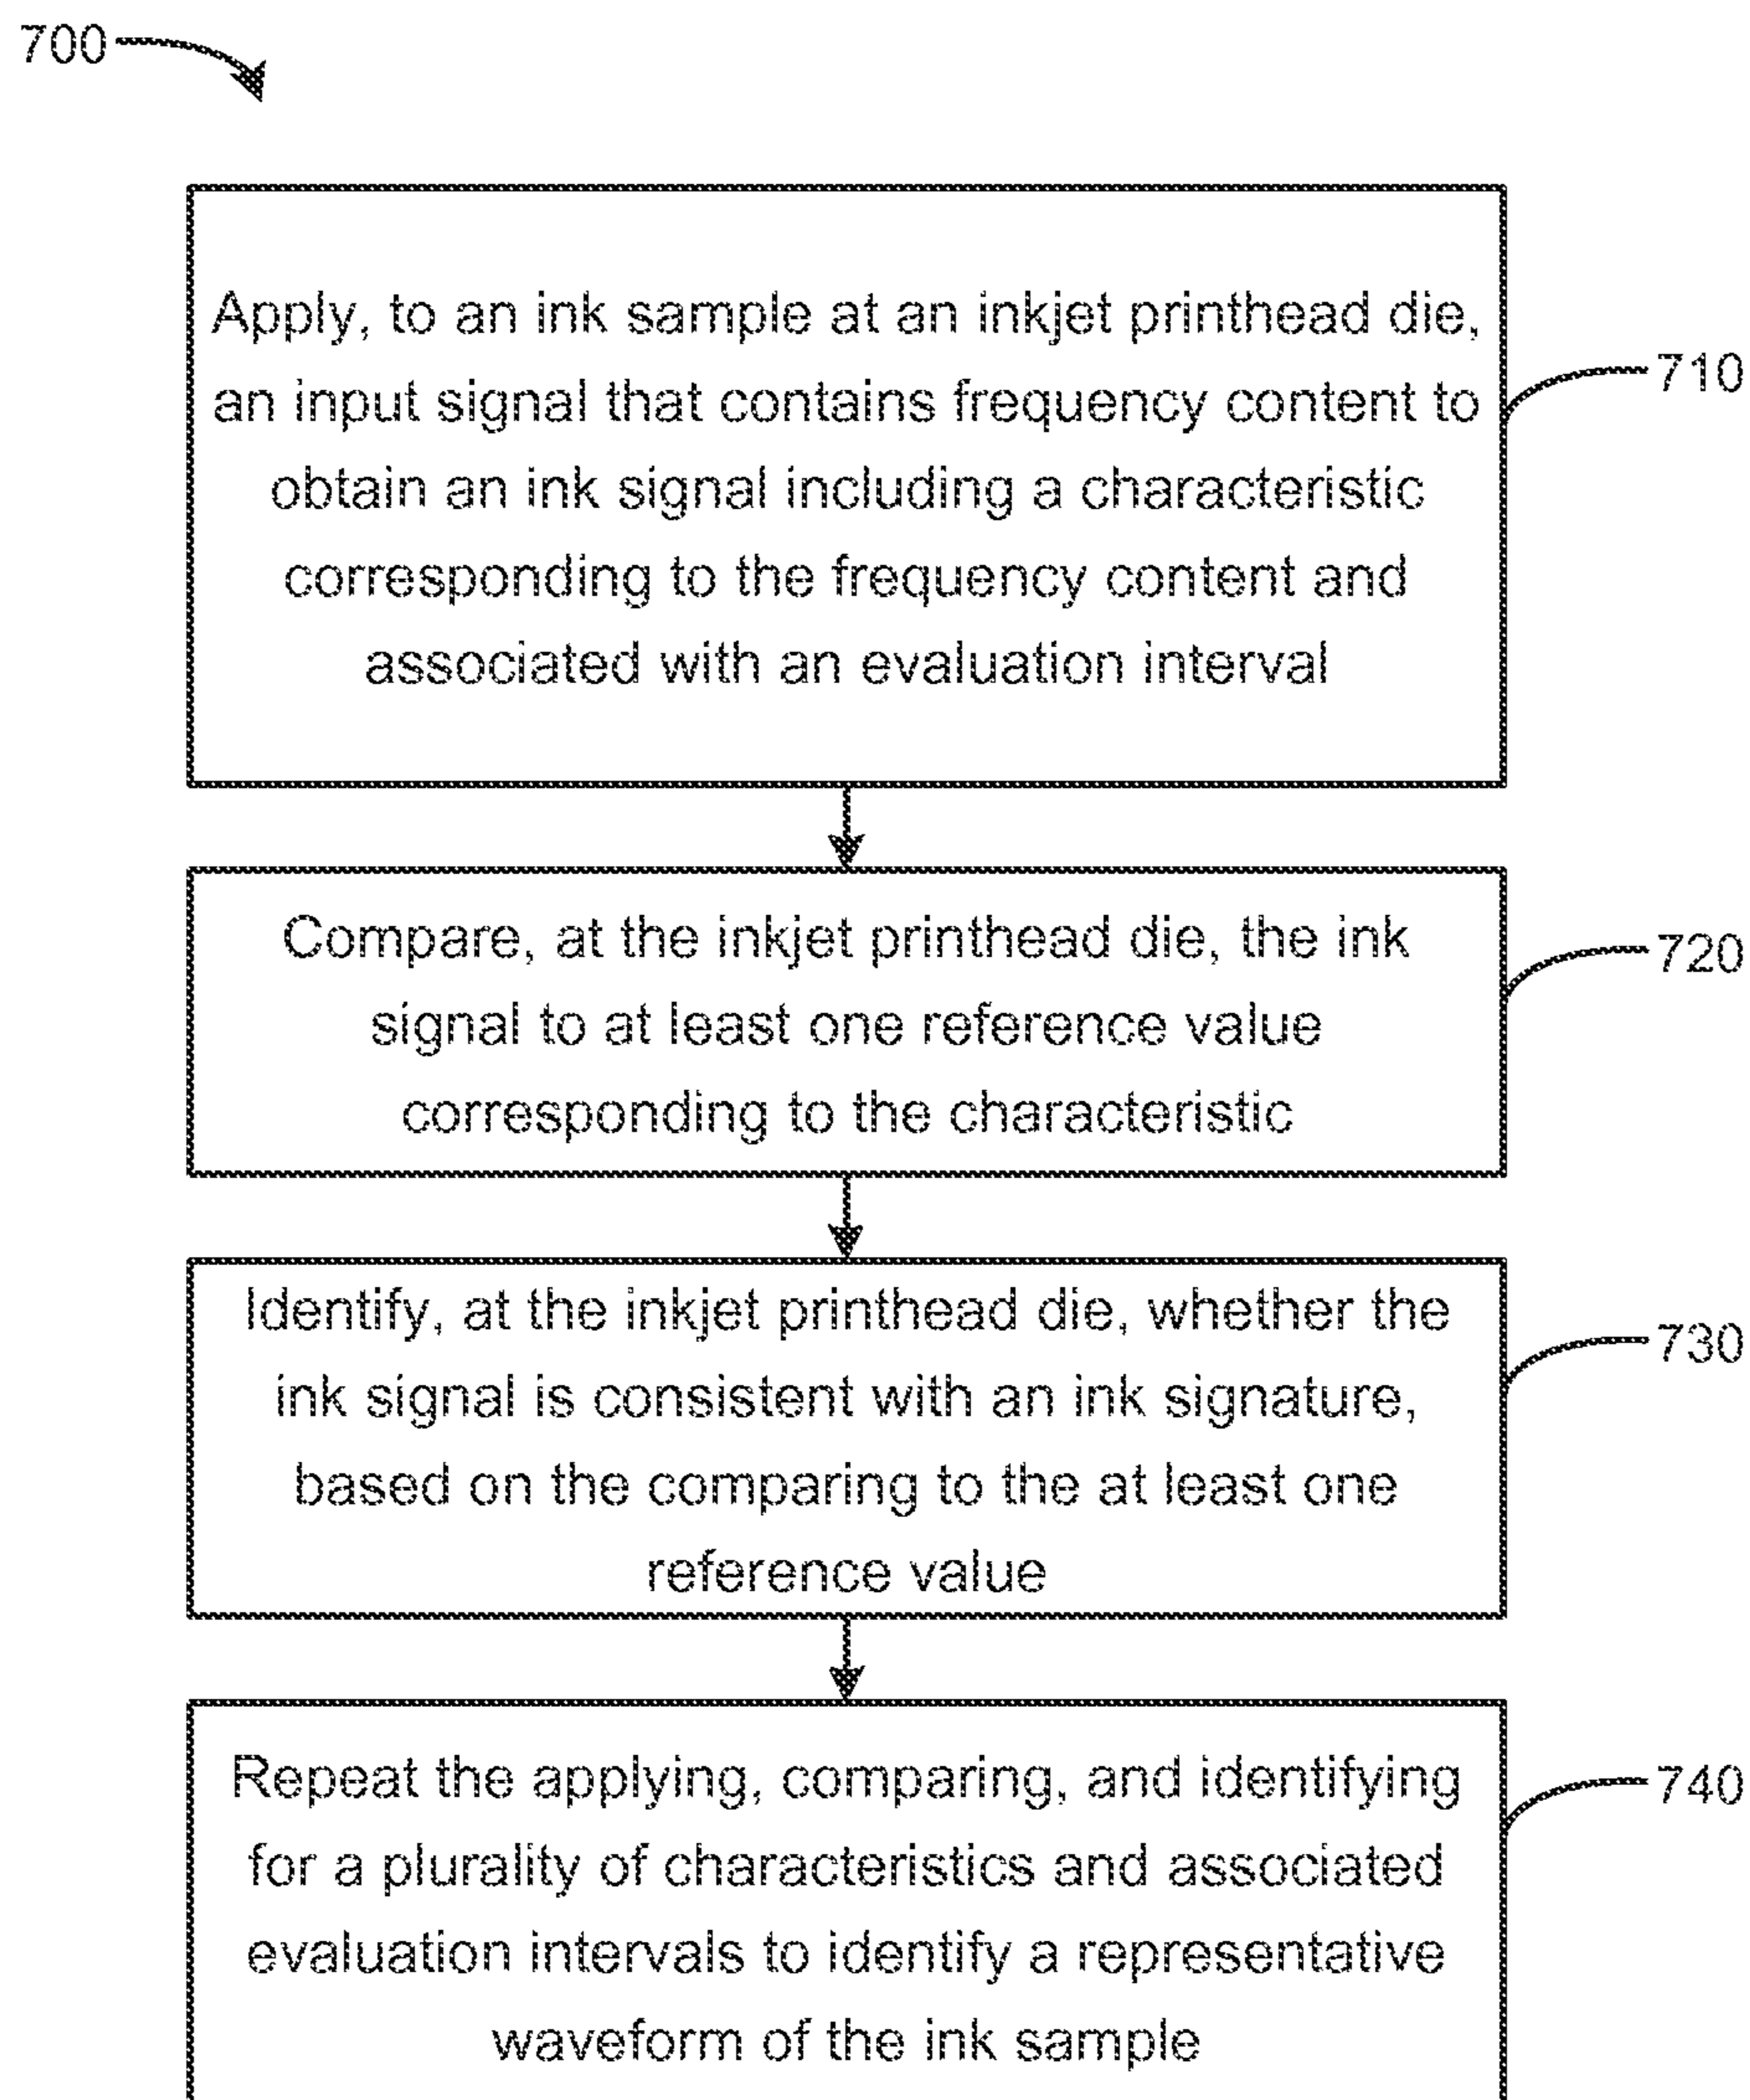 700
Apply, to an ink sample at an inkjet printhead die,
an input signal that contains frequency content to
obtain an ink signal including a characteristic
corresponding to the frequency content and
associated with an evaluation interval
710
Compare, at the inkjet printhead die, the ink
signal to at least one reference value
corresponding to the characteristic
720
Identify, at the inkjet printhead die, whether the
ink signal is consistent with an ink signature,
based on the comparing to the at least one
reference value
730
Repeat the applying, comparing, and identifying
for a plurality of characteristics and associated
evaluation intervals to identify a representative
waveform of the ink sample
740